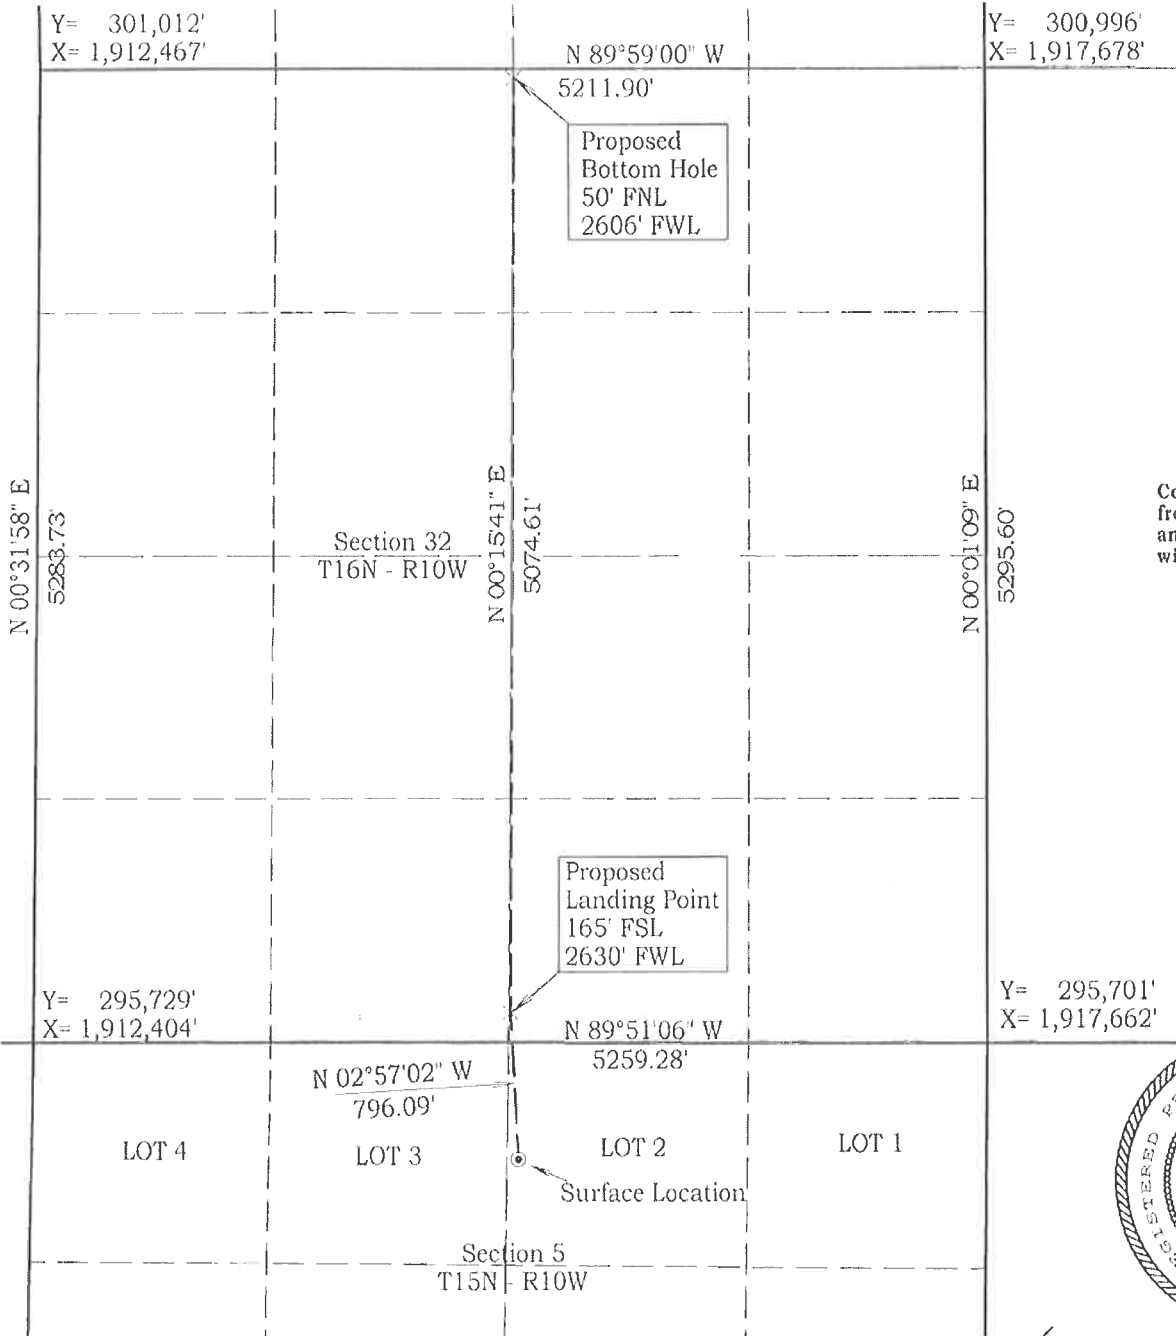 Y= 301,012'
X= 1,912,467'
Y= 300,996'
X= 1,917,678'
N 89°59'00" W
5211.90'
Proposed
Bottom Hole
50' FNL
2606' FWL
N 00°31'58" E
5283.73'
Section 32
T16N - R10W
N 00°15'41" E
5074.61'
N 00°01'09" E
5295.60'
Proposed
Landing Point
165' FSL
2630' FWL
Y= 295,729'
X= 1,912,404'
Y= 295,701'
X= 1,917,662'
N 89°51'06" W
5259.28'
N 02°57'02" W
796.09'
LOT 4
LOT 3
LOT 2
LOT 1
Surface Location
Section 5
T15N - R10W